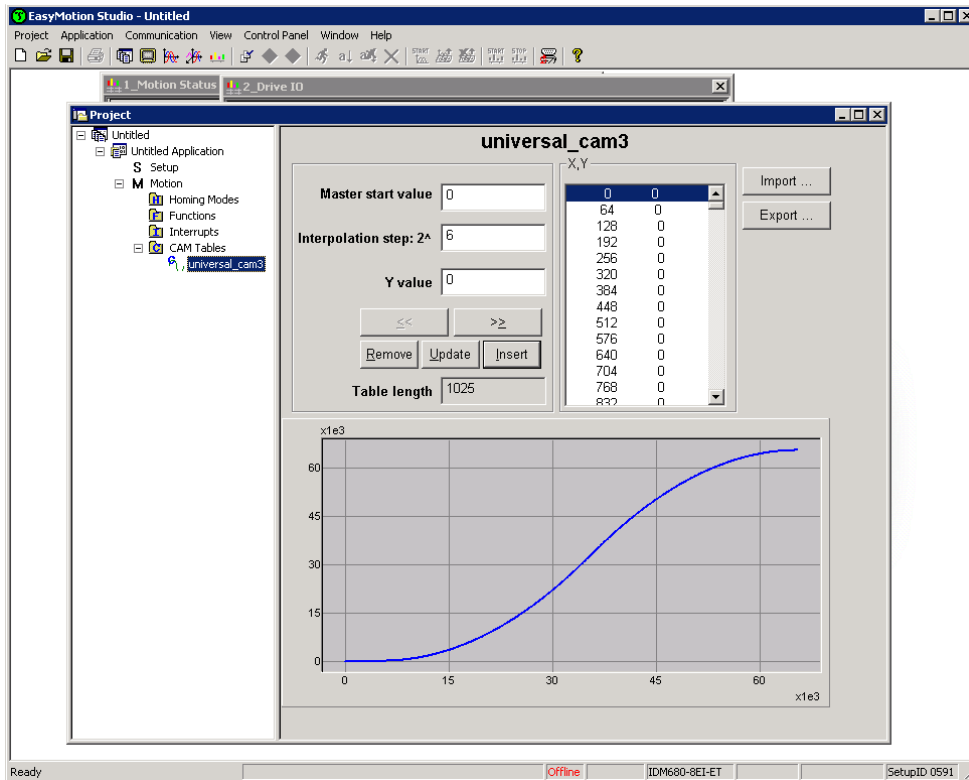 EasyMotion Studio - Untitled
Project Application Communication View Control Panel Window Help
1_Motion Status
2_Drive IO
Project
Untitled
Untitled Application
S Setup
M Motion
Homing Modes
Functions
Interrupts
CAM Tables
universal_cam3
universal_cam3
Master start value 0
Interpolation step: 2^ 6
Y value 0
<< >>
Remove Update Insert
Table length 1025
X,Y
0 0
64 0
128 0
192 0
256 0
320 0
384 0
448 0
512 0
576 0
640 0
704 0
768 0
832 0
Import ...
Export ...
x1e3
60
45
30
15
0
0 15 30 45 60
x1e3
Ready Offline IDM680-8EI-ET SetupID 0591